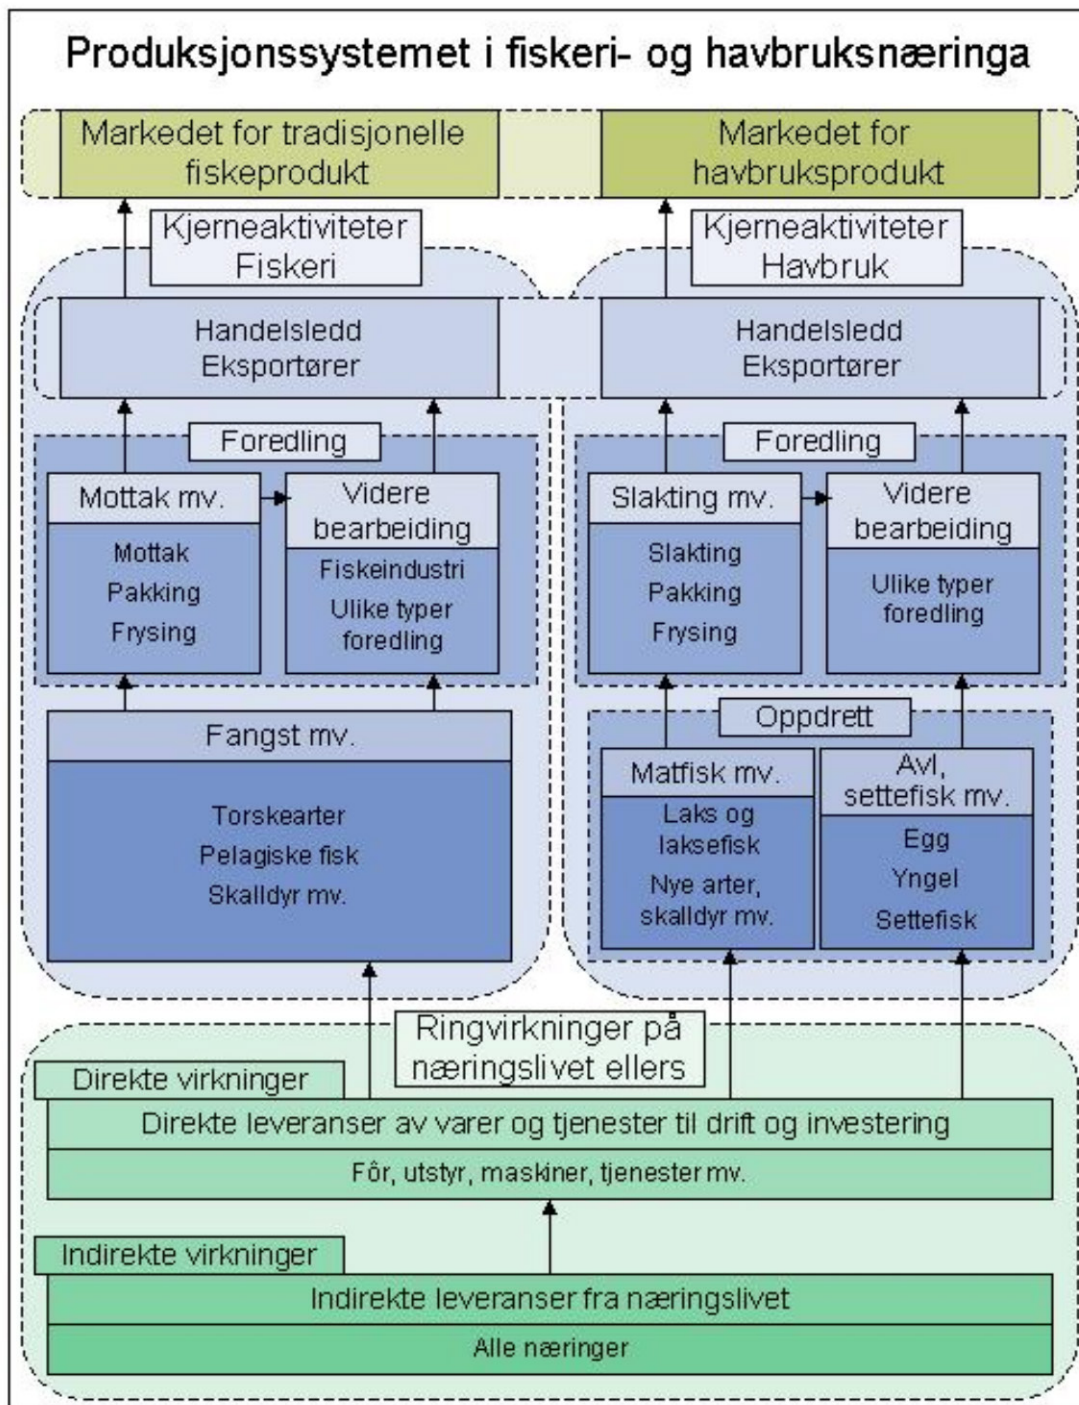 Produksjonssystemet i fiskeri- og havbruksnæringa
Markedet for tradisjonelle
fiskeprodukt
Markedet for
havbruksprodukt
Kjerneaktiviteter
Fiskeri
Handelsledd
Eksportører
Foredling
Mottak mv.
Mottak
Pakking
Frysing
Videre
bearbeiding
Fiskeindustri
Ulike typer
foredling
Fangst mv.
Torskearter
Pelagiske fisk
Skalldyr mv.
Kjerneaktiviteter
Havbruk
Handelsledd
Eksportører
Foredling
Slakting mv.
Slakting
Pakking
Frysing
Videre
bearbeiding
Ulike typer
foredling
Oppdrett
Matfisk mv.
Laks og
laksefisk
Nye arter,
skalldyr mv.
Avl,
settefisk mv.
Egg
Yngel
Settefisk
Ringvirkninger på
næringslivet ellers
Direkte virkninger
Direkte leveranser av varer og tjenester til drift og investering
Fôr, utstyr, maskiner, tjenester mv.
Indirekte virkninger
Indirekte leveranser fra næringslivet
Alle næringer